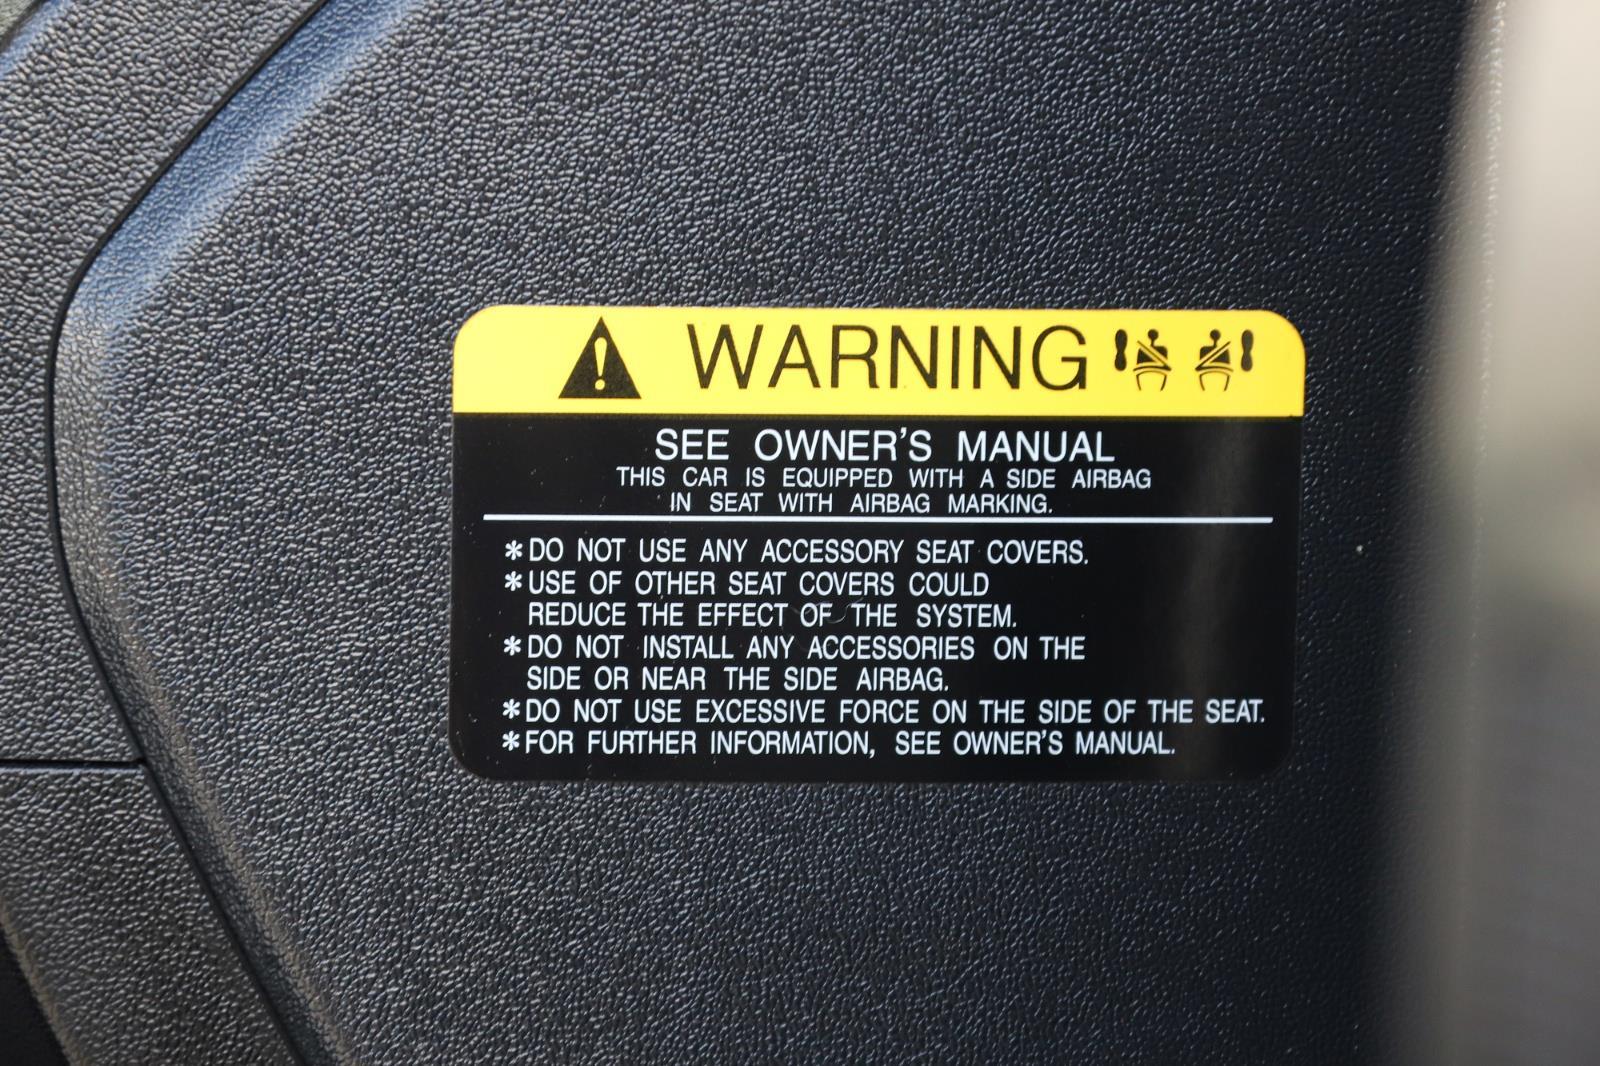 WARNING
SEE OWNER'S MANUAL
THIS CAR IS EQUIPPED WITH A SIDE AIRBAG
IN SEAT WITH AIRBAG MARKING.
*DO NOT USE ANY ACCESSORY SEAT COVERS.
*USE OF OTHER SEAT COVERS COULD
REDUCE THE EFFECT OF THE SYSTEM.
*DO NOT INSTALL ANY ACCESSORIES ON THE
SIDE OR NEAR THE SIDE AIRBAG.
*DO NOT USE EXCESSIVE FORCE ON THE SIDE OF THE SEAT.
*FOR FURTHER INFORMATION, SEE OWNER'S MANUAL.